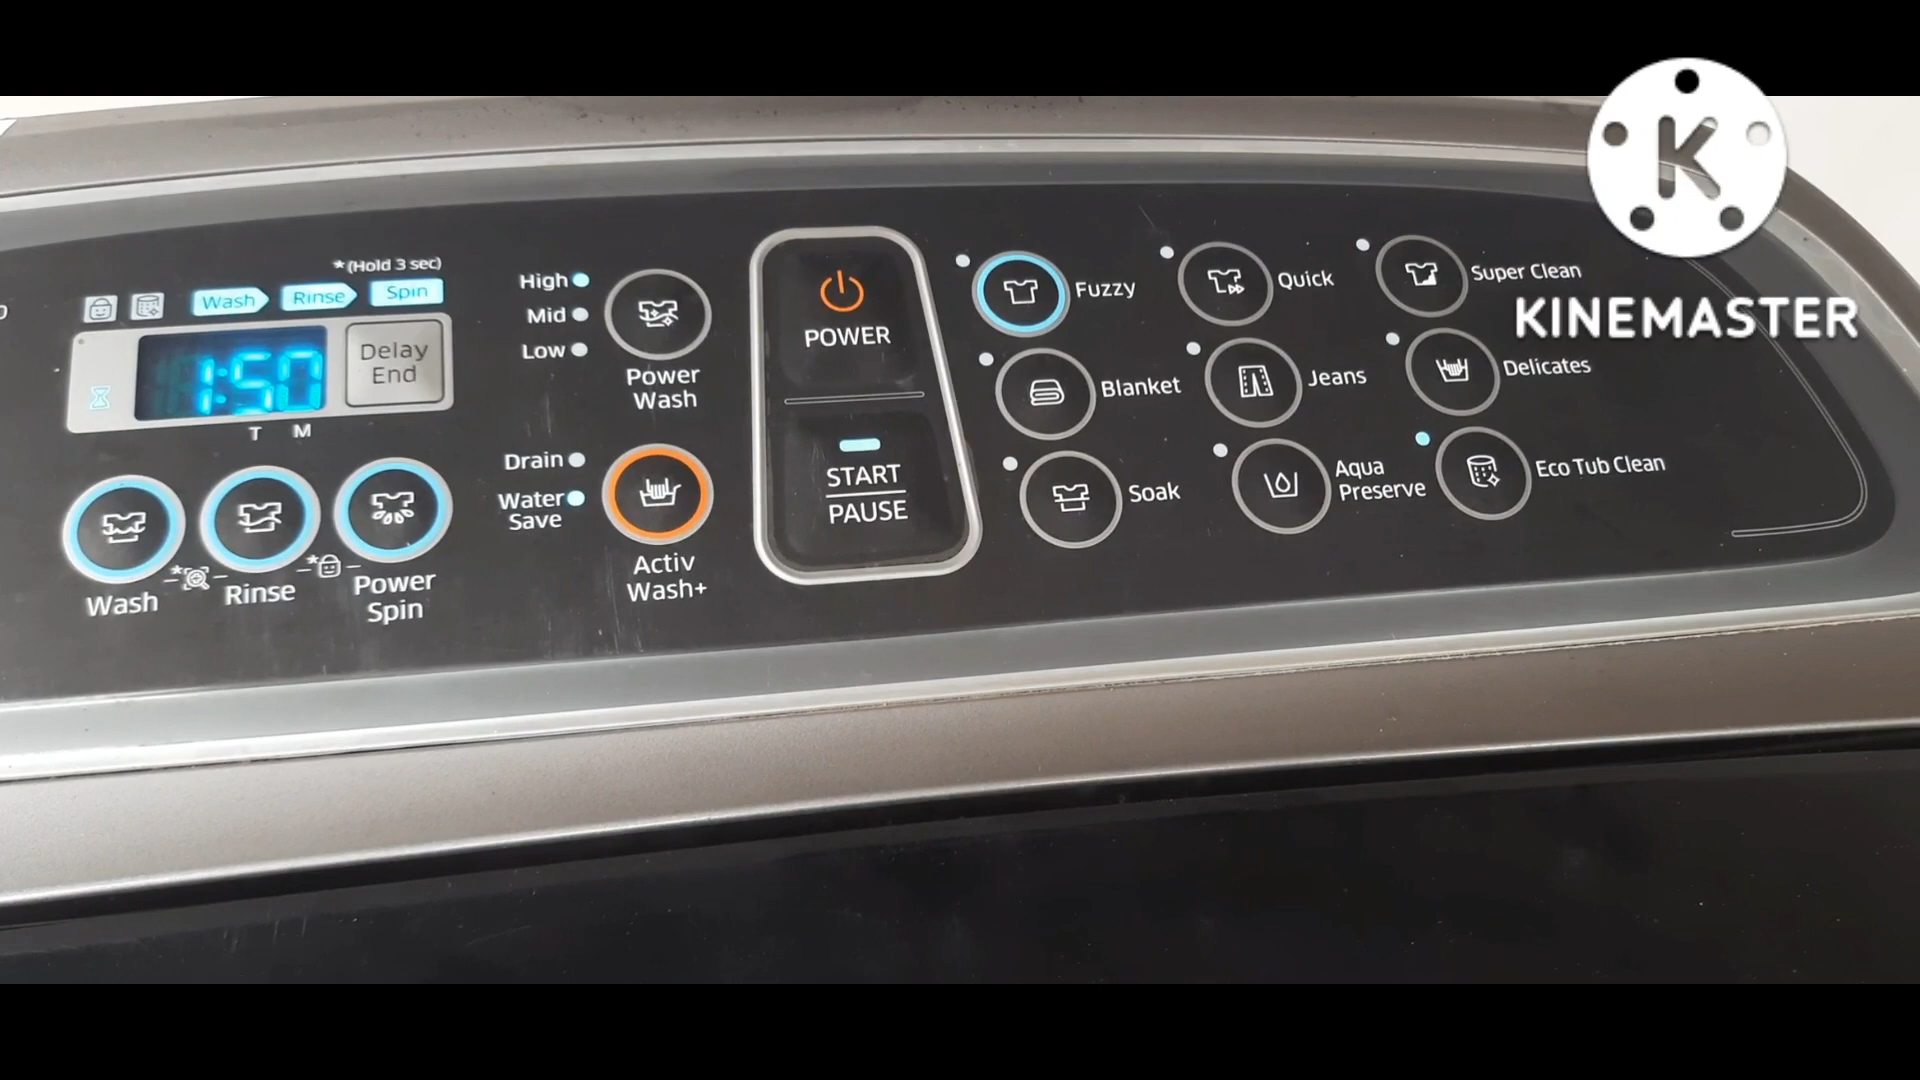 *(Hold 3 sec)
Wash
Rinse
Spin
1:50
Delay
End
T M
Wash
Rinse
Power
Spin
High
Mid
Low
Power
Wash
Drain
Water
Save
Activ
Wash+
POWER
START
PAUSE
Fuzzy
Quick
Super Clean
Blanket
Jeans
Delicates
Soak
Aqua
Preserve
Eco Tub Clean
K
KINEMASTER